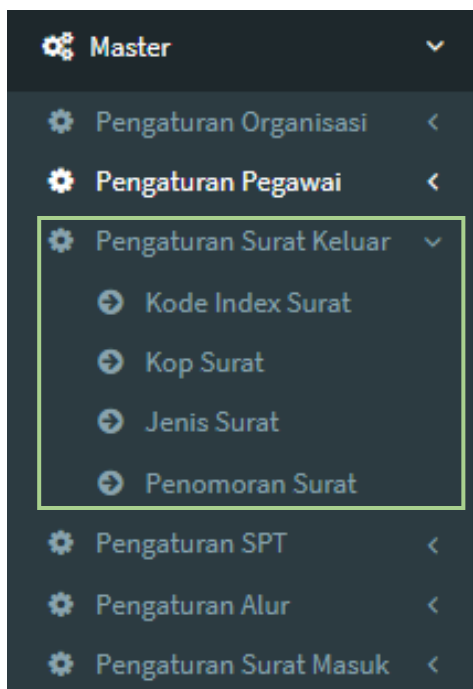 Master
Pengaturan Organisasi
Pengaturan Pegawai
Pengaturan Surat Keluar
Kode Index Surat
Kop Surat
Jenis Surat
Penomoran Surat
Pengaturan SPT
Pengaturan Alur
Pengaturan Surat Masuk